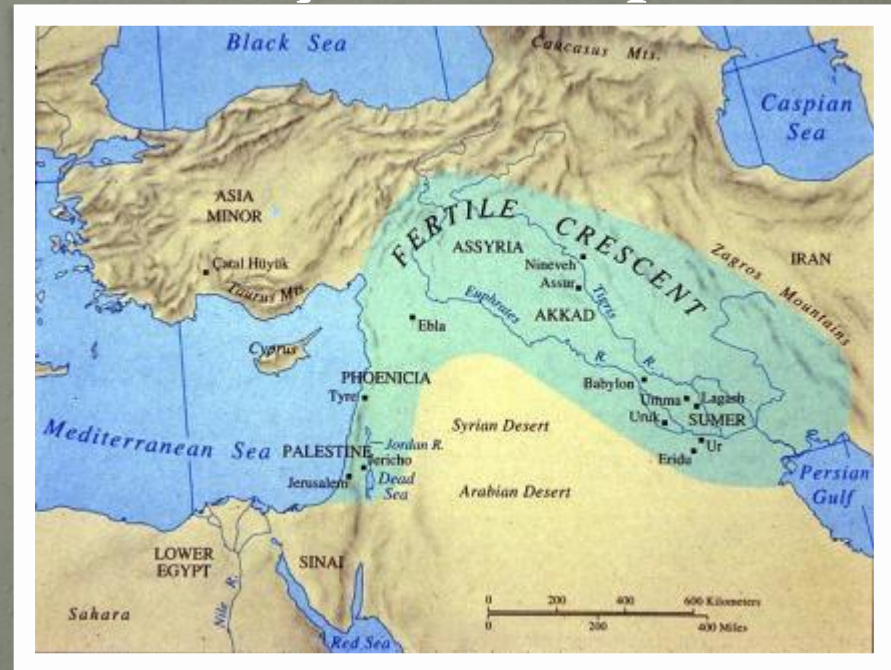 Black Sea
Caucasus Mts.
Caspian
Sea
ASIA
MINOR
FERTILE CRESCENT
ASSYRIA
Nineveh
Assur
Zagros Mountains
IRAN
Çatal Hüyük
Taurus Mts.
Euphrates R.
Tigris R.
AKKAD
Ebla
Cyprus
PHOENICIA
Tyre
Babylon
Umma
Lagash
Uruk
SUMER
Ur
Eridu
Mediterranean Sea
PALESTINE
Jordan R.
Jericho
Jerusalem
Dead
Sea
Syrian Desert
Arabian Desert
Persian
Gulf
LOWER
EGYPT
SINAI
Nile R.
Sahara
Red Sea
0 200 400 600 Kilometers
0 200 400 Miles